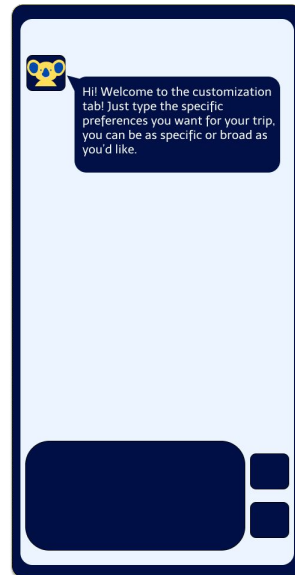 Hi! Welcome to the customization
tab! Just type the specific
preferences you want for your trip,
you can be as specific or broad as
you'd like.